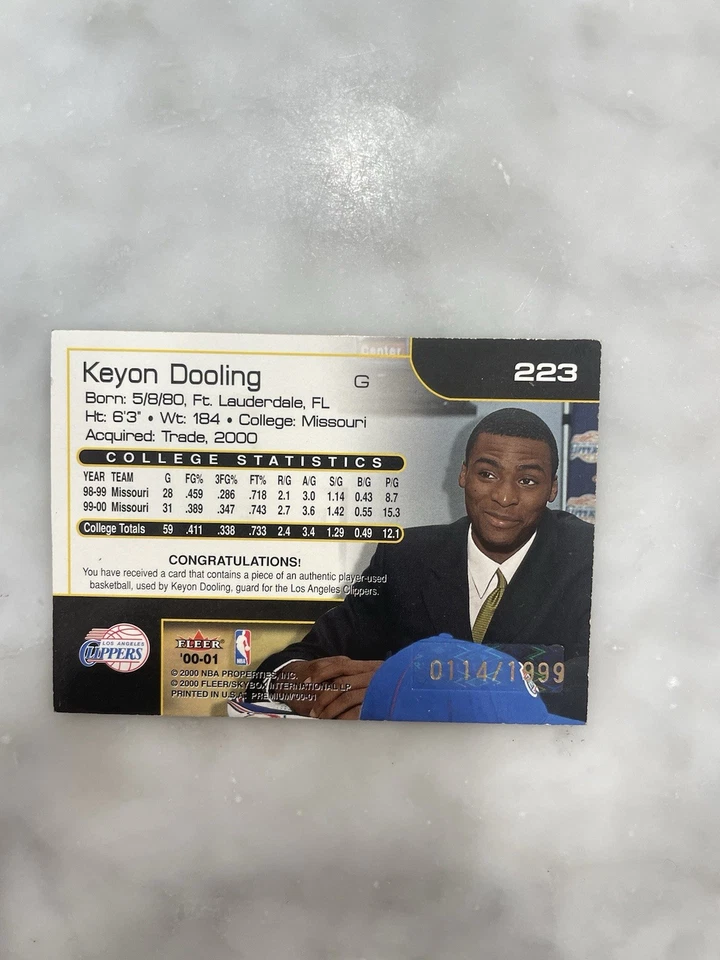 Center
223
Keyon Dooling G
Born: 5/8/80, Ft. Lauderdale, FL
Ht: 6'3" • Wt: 184 • College: Missouri
Acquired: Trade, 2000
COLLEGE STATISTICS
YEAR TEAM G FG% 3FG% FT% R/G A/G S/G B/G P/G
98-99 Missouri 28 .459 .286 .718 2.1 3.0 1.14 0.43 8.7
99-00 Missouri 31 .389 .347 .743 2.7 3.6 1.42 0.55 15.3
College Totals 59 .411 .338 .733 2.4 3.4 1.29 0.49 12.1
CONGRATULATIONS!
You have received a card that contains a piece of an authentic player-used
basketball, used by Keyon Dooling, guard for the Los Angeles Clippers.
LOS ANGELES
CLIPPERS
FLEER
'00-01
NBA
© 2000 NBA PROPERTIES, INC.
© 2000 FLEER/SKYBOX INTERNATIONAL LP
PRINTED IN U.S.A. PREMIUM/'00-01
0114/1999